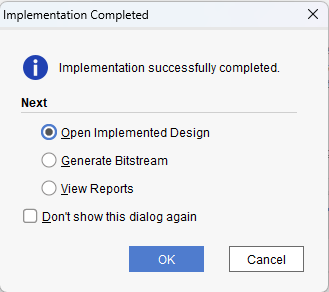 Implementation Completed
Implementation successfully completed.
Next
Open Implemented Design
Generate Bitstream
View Reports
Don't show this dialog again
OK
Cancel